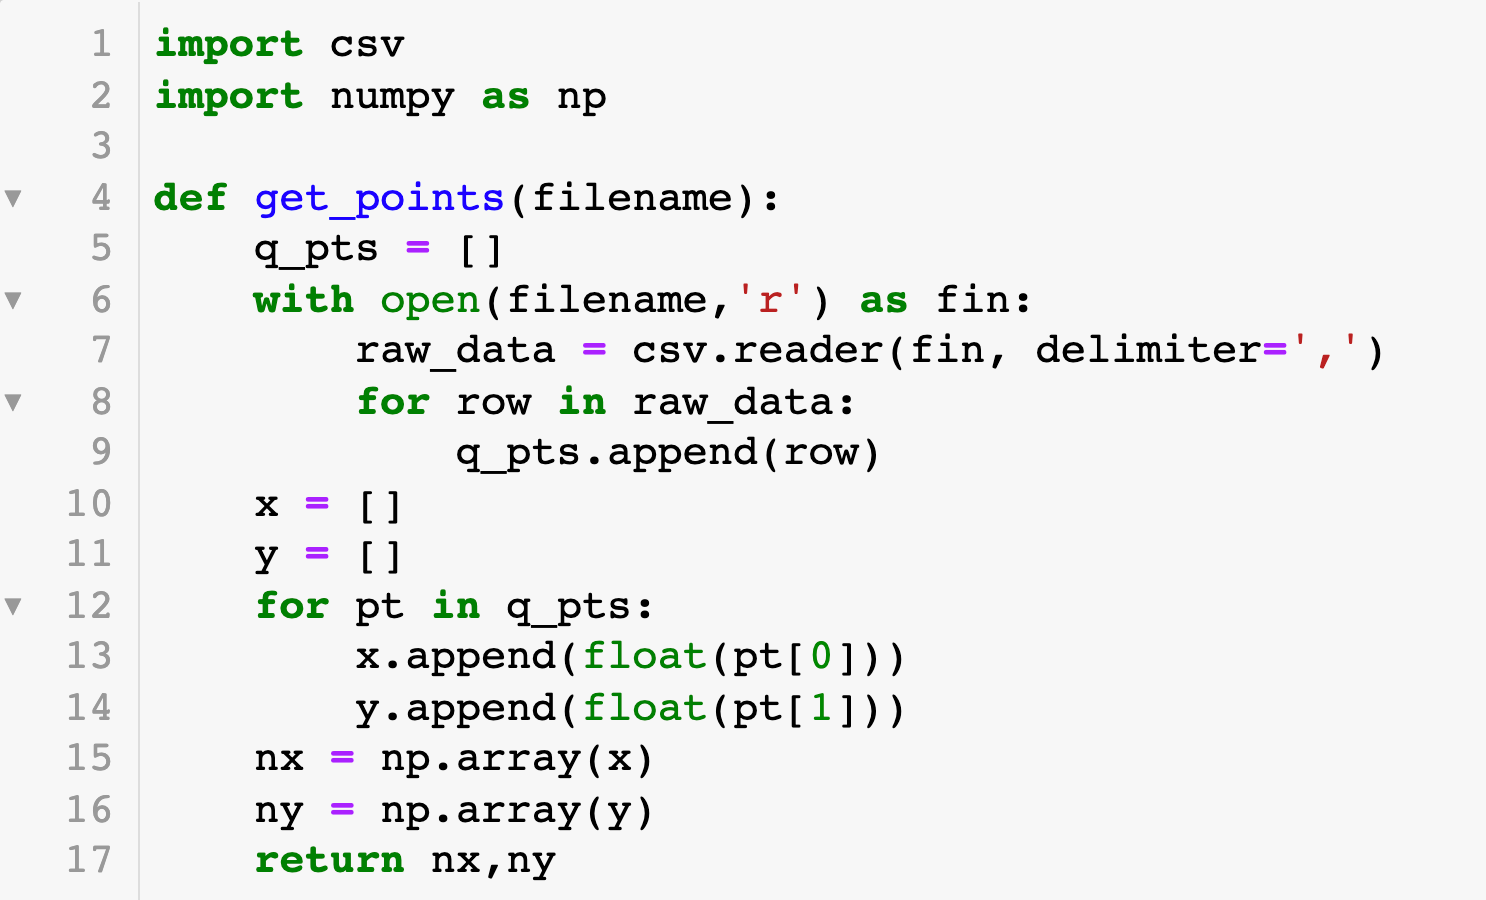 1 import csv
2 import numpy as np
3
4 def get_points(filename):
5     q_pts = []
6     with open(filename,'r') as fin:
7         raw_data = csv.reader(fin, delimiter=',')
8         for row in raw_data:
9             q_pts.append(row)
10     x = []
11     y = []
12     for pt in q_pts:
13         x.append(float(pt[0]))
14         y.append(float(pt[1]))
15     nx = np.array(x)
16     ny = np.array(y)
17     return nx,ny